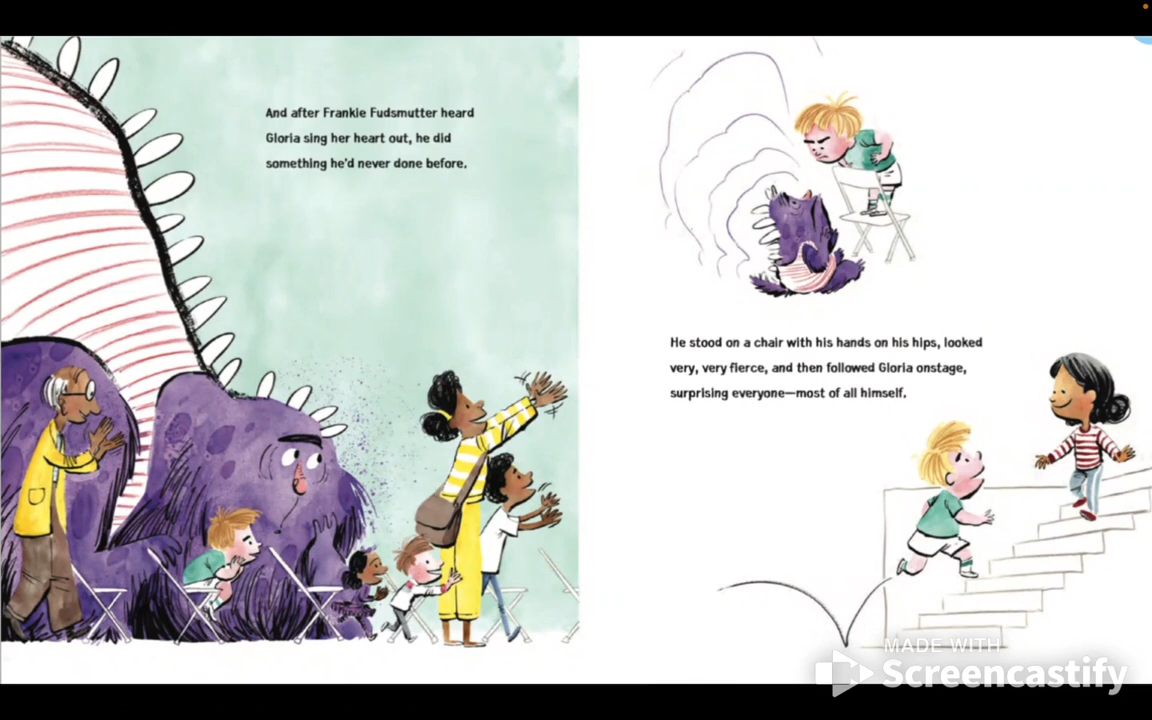 And after Frankie Fudsmutter heard
Gloria sing her heart out, he did
something he'd never done before.
He stood on a chair with his hands on his hips, looked
very, very fierce, and then followed Gloria onstage,
surprising everyone—most of all himself.
MADE WITH
Screencastify